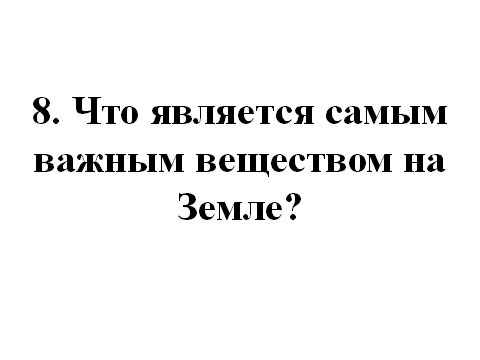 8. Что является самым
важным веществом на
Земле?